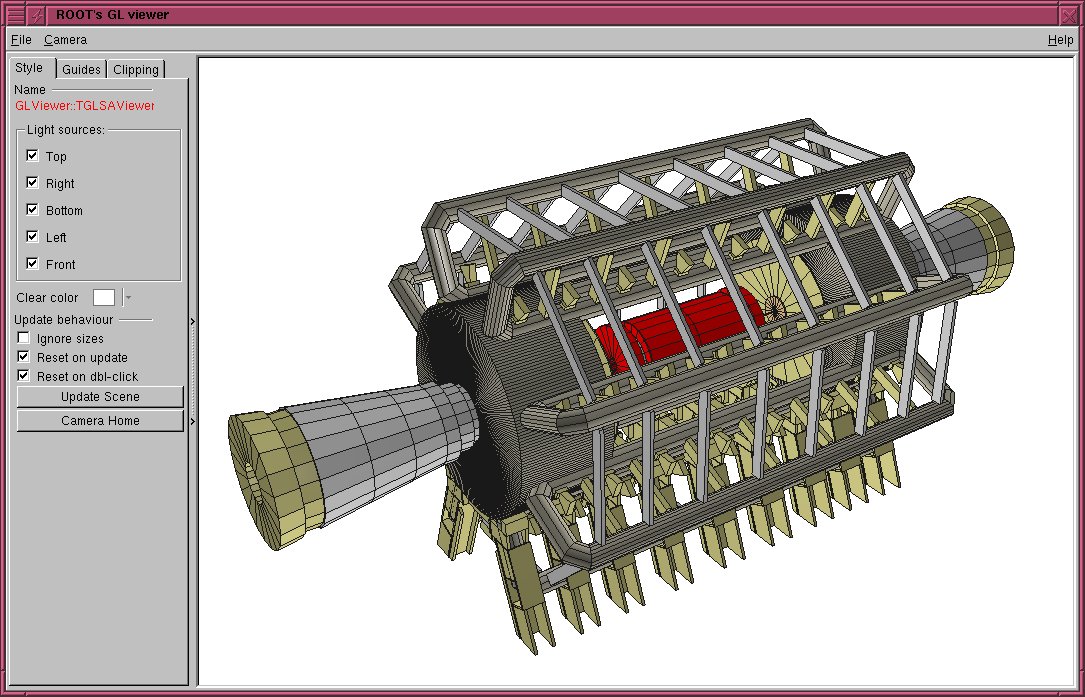 ROOT's GL viewer
File Camera Help
Style Guides Clipping
Name
GLViewer::TGLSAViewer
Light sources:
Top
Right
Bottom
Left
Front
Clear color
Update behaviour
Ignore sizes
Reset on update
Reset on dbl-click
Update Scene
Camera Home